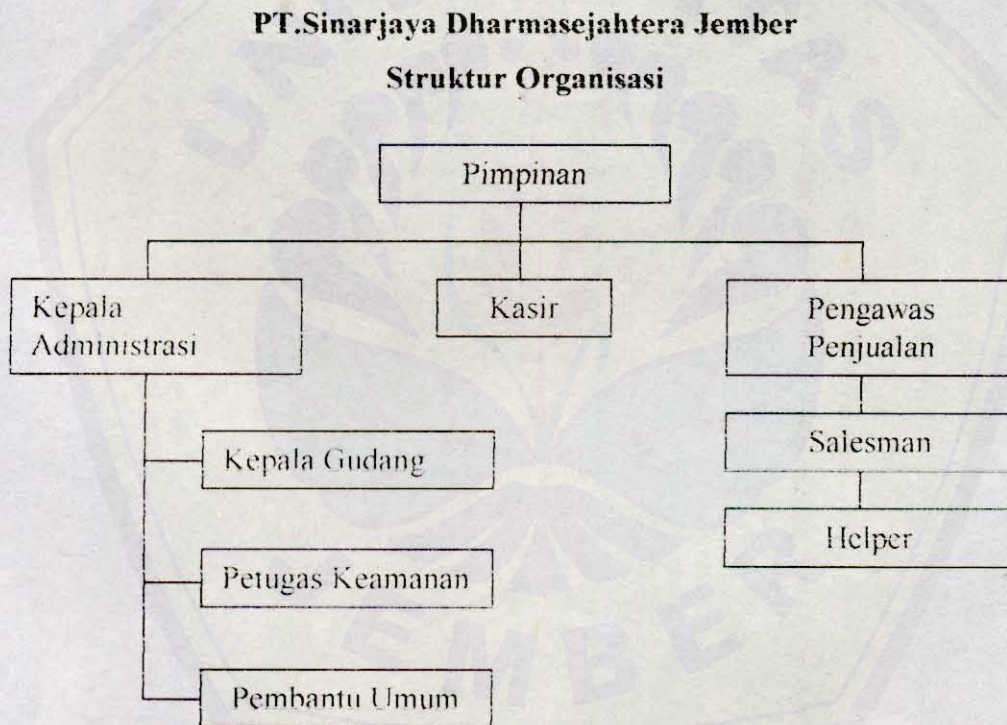 PT.Sinarjaya Dharmasejahtera Jember
Struktur Organisasi
Pimpinan
Kepala
Administrasi
Kasir
Pengawas
Penjualan
Kepala Gudang
Salesman
Helper
Petugas Keamanan
Pembantu Umum
JEMBER